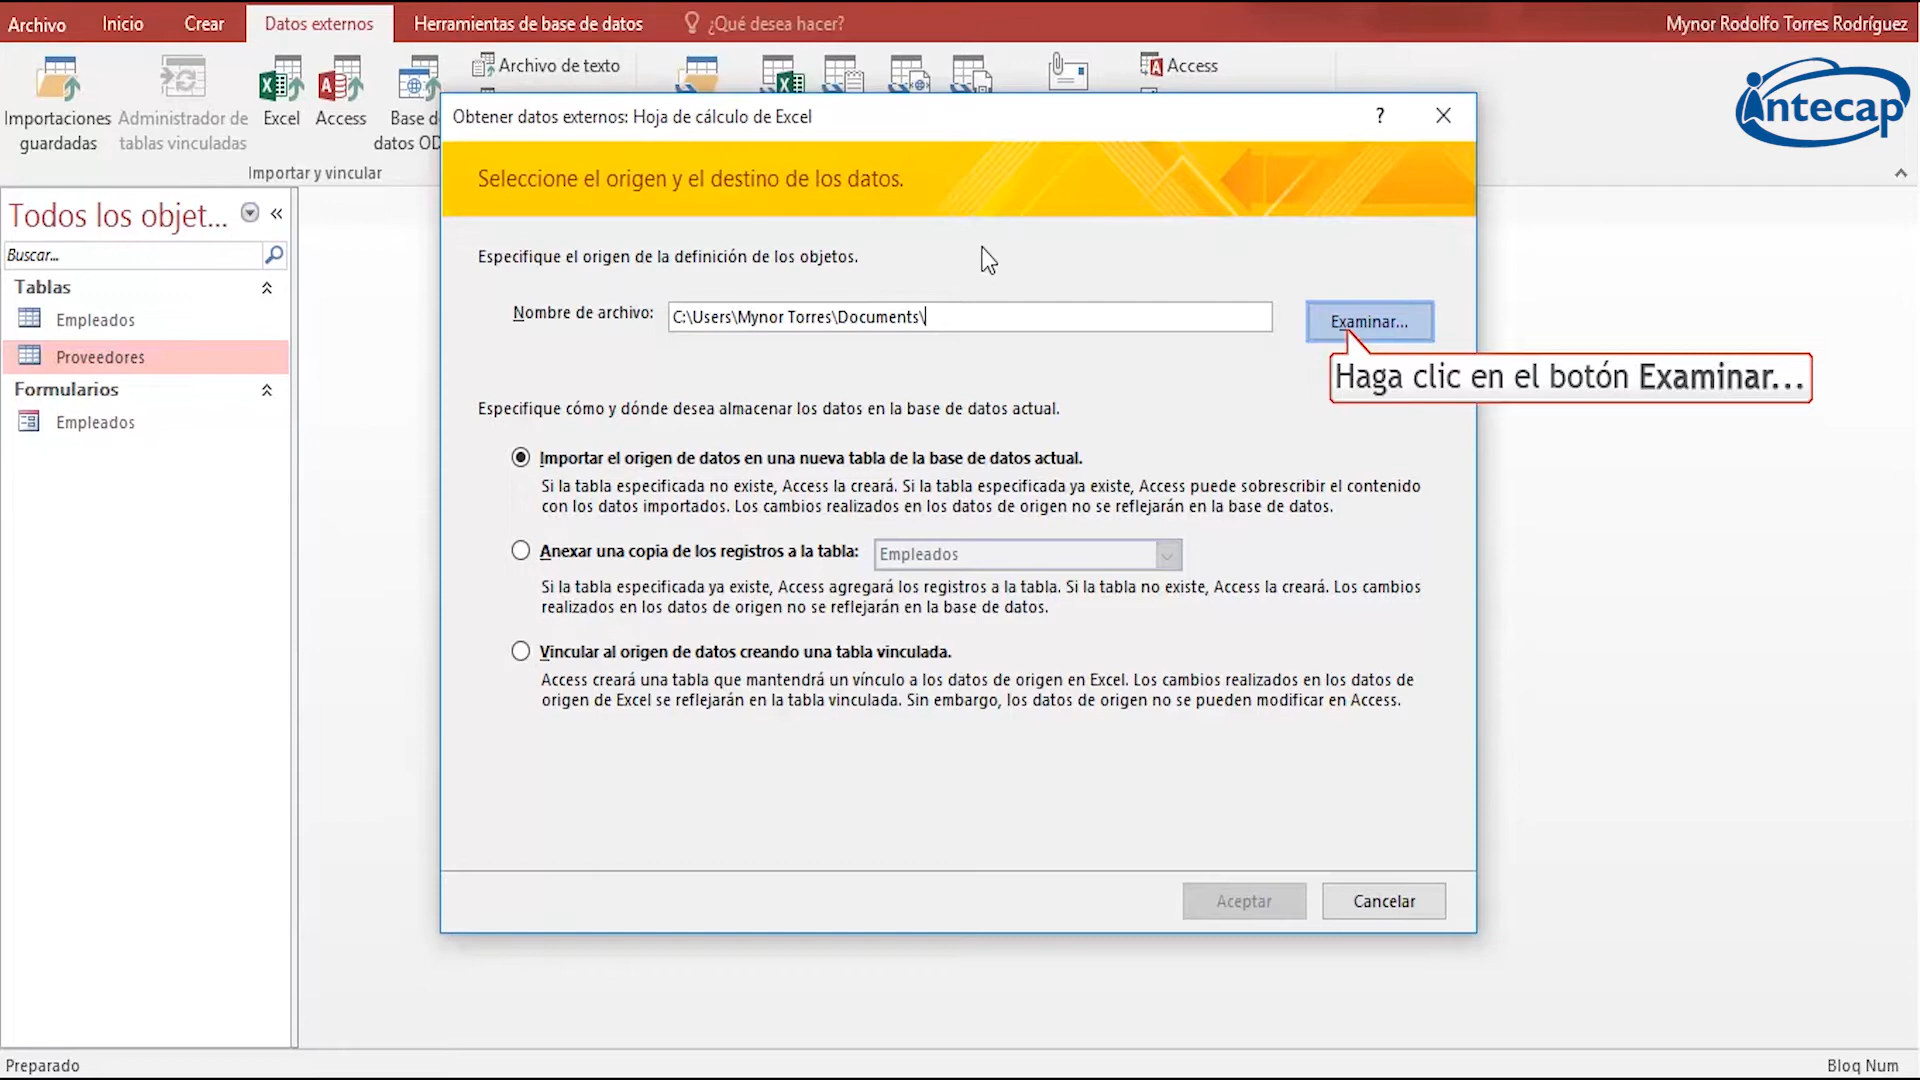 Archivo Inicio Crear Datos externos Herramientas de base de datos ¿Qué desea hacer? Mynor Rodolfo Torres Rodríguez
Archivo de texto Access
Importaciones guardadas
Administrador de tablas vinculadas
Excel
Access
Base d
datos OD
Importar y vincular
intecap
Todos los objet... «
Buscar...
Tablas
Empleados
Proveedores
Formularios
Empleados
Obtener datos externos: Hoja de cálculo de Excel ?
Seleccione el origen y el destino de los datos.
Especifique el origen de la definición de los objetos.
Nombre de archivo: C:\Users\Mynor Torres\Documents\ Examinar...
Haga clic en el botón Examinar...
Especifique cómo y dónde desea almacenar los datos en la base de datos actual.
Importar el origen de datos en una nueva tabla de la base de datos actual.
Si la tabla especificada no existe, Access la creará. Si la tabla especificada ya existe, Access puede sobrescribir el contenido
con los datos importados. Los cambios realizados en los datos de origen no se reflejarán en la base de datos.
Anexar una copia de los registros a la tabla: Empleados
Si la tabla especificada ya existe, Access agregará los registros a la tabla. Si la tabla no existe, Access la creará. Los cambios
realizados en los datos de origen no se reflejarán en la base de datos.
Vincular al origen de datos creando una tabla vinculada.
Access creará una tabla que mantendrá un vínculo a los datos de origen en Excel. Los cambios realizados en los datos de
origen de Excel se reflejarán en la tabla vinculada. Sin embargo, los datos de origen no se pueden modificar en Access.
Aceptar Cancelar
Preparado Bloq Num